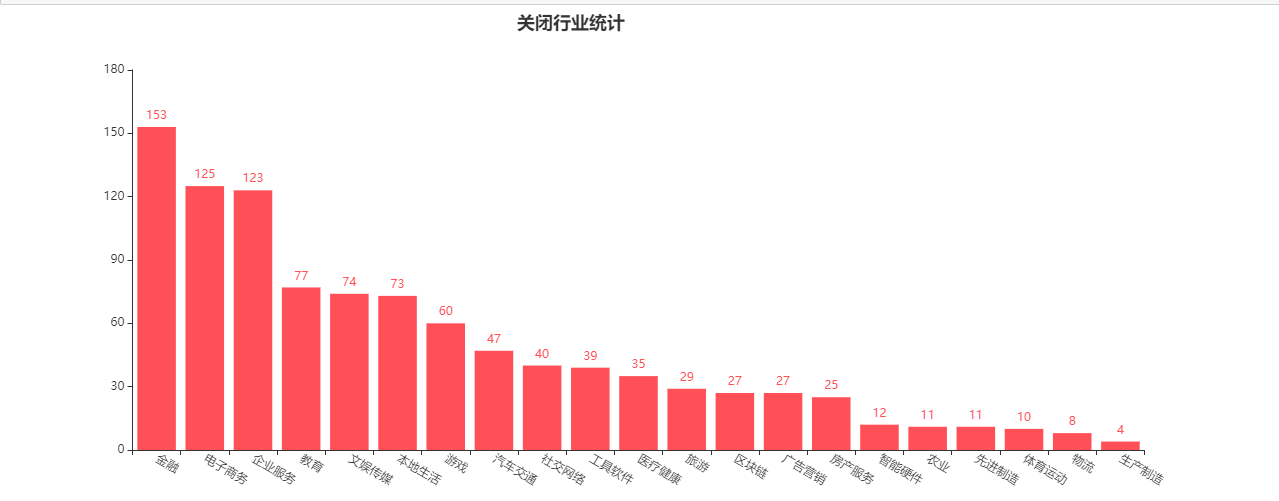 关闭行业统计
180
150
120
90
60
30
0
153
125
123
77
74
73
60
47
40
39
35
29
27
27
25
12
11
11
10
8
4
金融
电子商务
企业服务
教育
文娱传媒
本地生活
游戏
汽车交通
社交网络
工具软件
医疗健康
旅游
区块链
广告营销
房产服务
智能硬件
农业
先进制造
体育运动
物流
生产制造